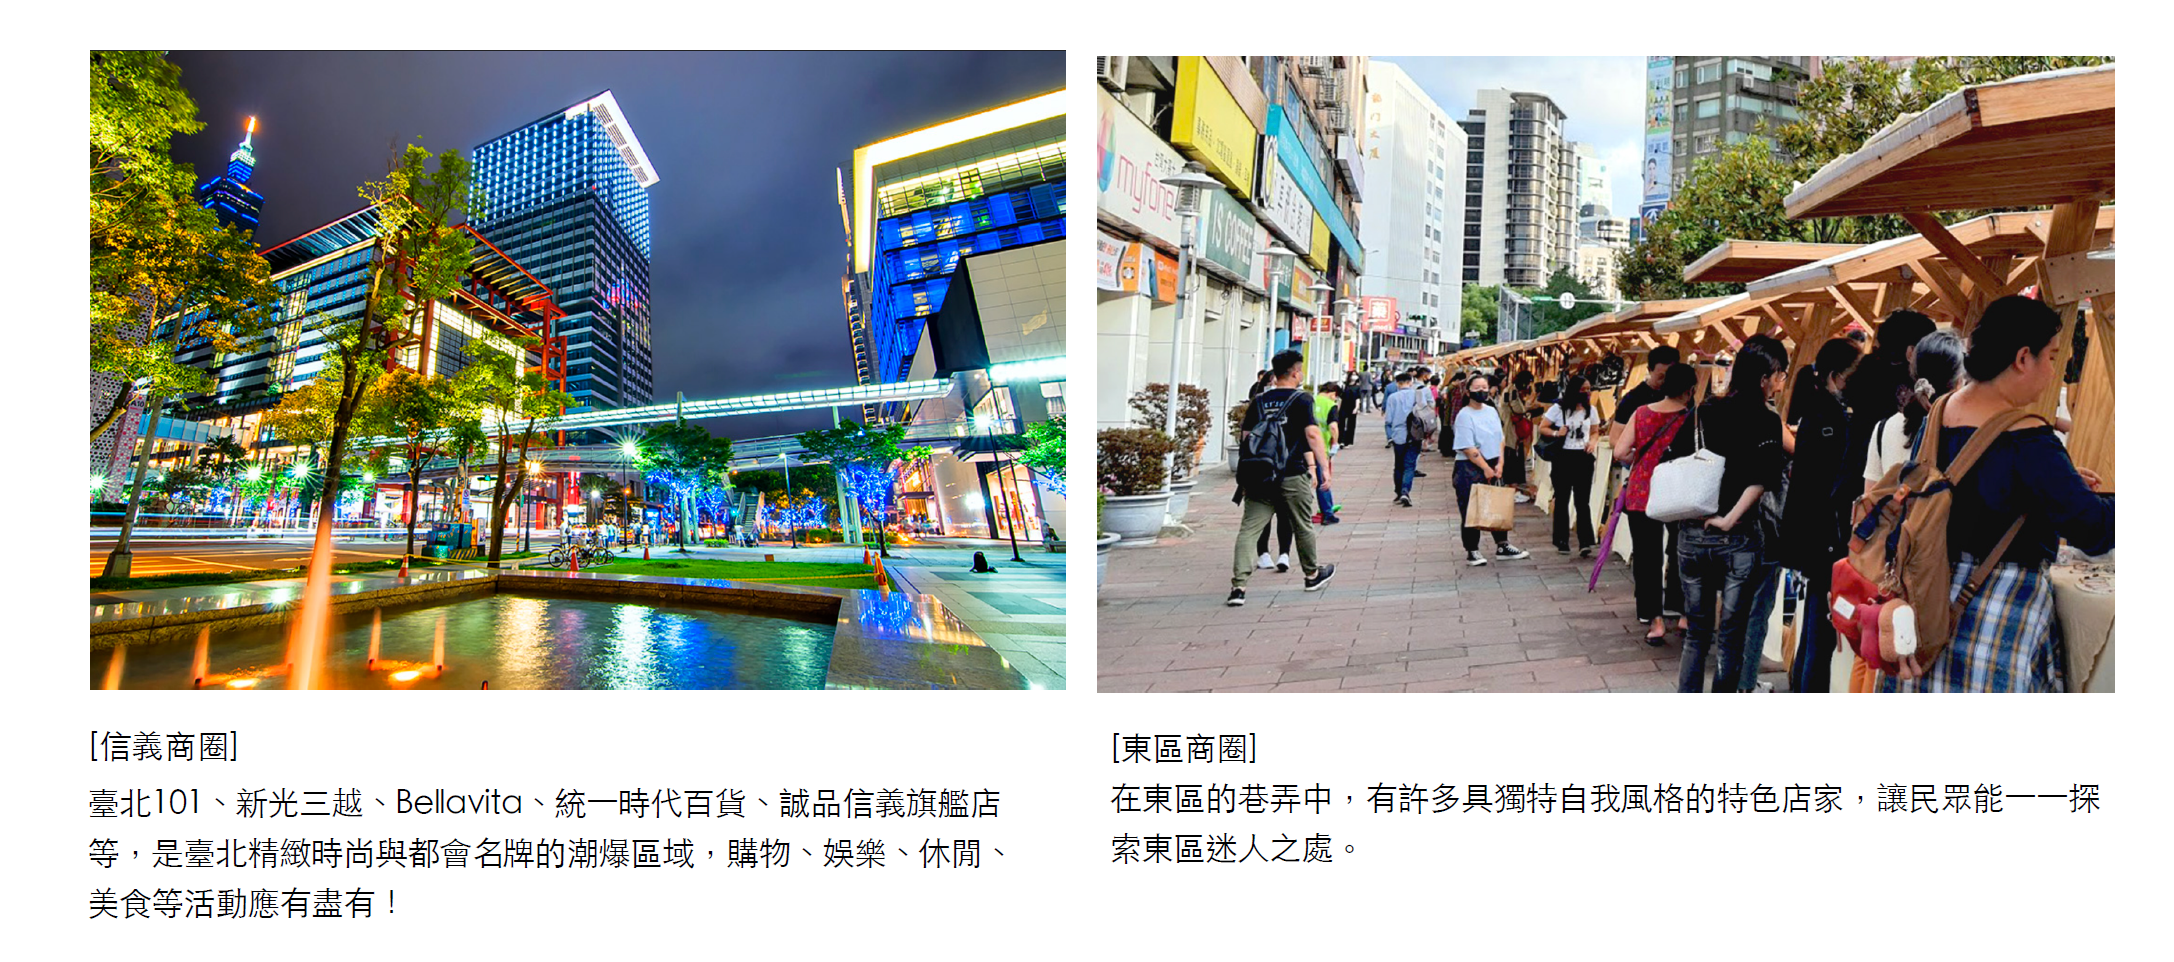 myfone
IS COFFEE
[信義商圈]
臺北101、新光三越、Bellavita、統一時代百貨、誠品信義旗艦店
等，是臺北精緻時尚與都會名牌的潮爆區域，購物、娛樂、休閒、
美食等活動應有盡有！
[東區商圈]
在東區的巷弄中，有許多具獨特自我風格的特色店家，讓民眾能一一探
索東區迷人之處。